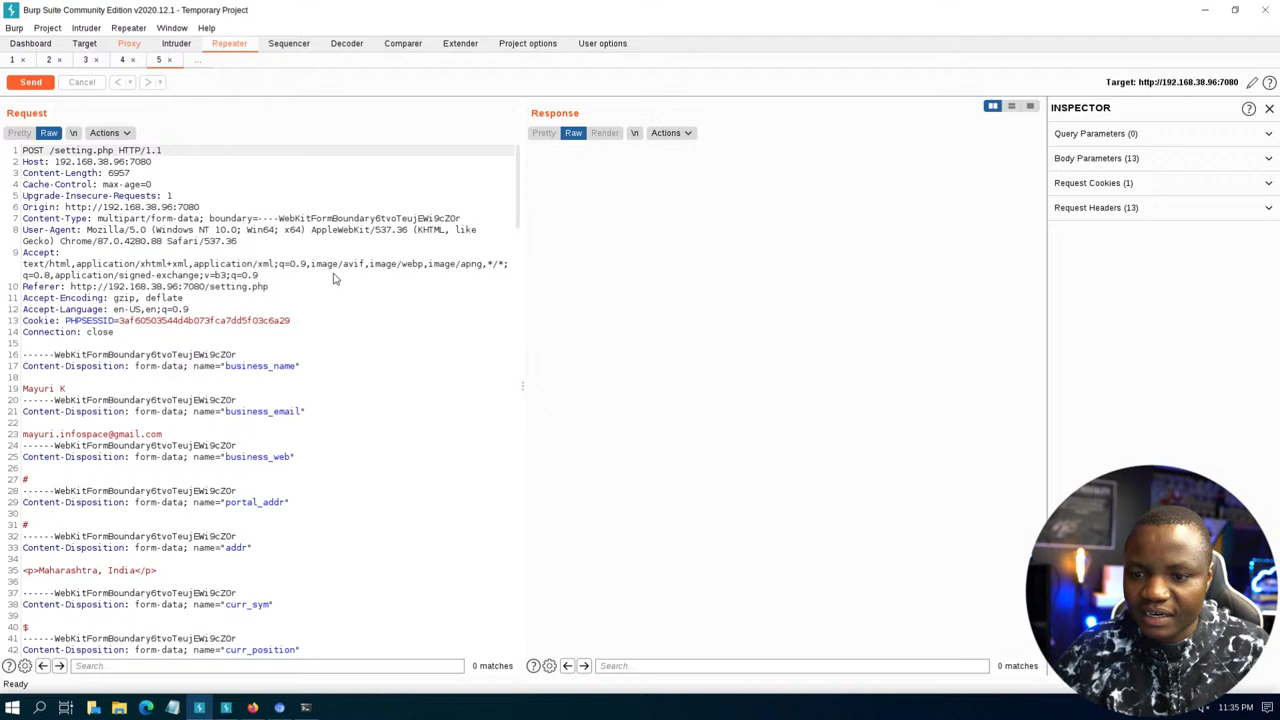 Burp Suite Community Edition v2020.12.1 - Temporary Project
Burp Project Intruder Repeater Window Help
Dashboard Target Proxy Intruder Repeater Sequencer Decoder Comparer Extender Project options User options
1 × 2 × 3 × 4 × 5 × ...
Send Cancel < > Target: http://192.168.38.96:7080
Request
Pretty Raw \n Actions
1 POST /setting.php HTTP/1.1
2 Host: 192.168.38.96:7080
3 Content-Length: 6957
4 Cache-Control: max-age=0
5 Upgrade-Insecure-Requests: 1
6 Origin: http://192.168.38.96:7080
7 Content-Type: multipart/form-data; boundary=----WebKitFormBoundary6tvoTeujEWi9cZ0r
8 User-Agent: Mozilla/5.0 (Windows NT 10.0; Win64; x64) AppleWebKit/537.36 (KHTML, like
Gecko) Chrome/87.0.4280.88 Safari/537.36
9 Accept:
text/html,application/xhtml+xml,application/xml;q=0.9,image/avif,image/webp,image/apng,*/*;
q=0.8,application/signed-exchange;v=b3;q=0.9
10 Referer: http://192.168.38.96:7080/setting.php
11 Accept-Encoding: gzip, deflate
12 Accept-Language: en-US,en;q=0.9
13 Cookie: PHPSESSID=3af60503544d4b073fca7dd5f03c6a29
14 Connection: close
15
16 ------WebKitFormBoundary6tvoTeujEWi9cZ0r
17 Content-Disposition: form-data; name="business_name"
18
19 Mayuri K
20 ------WebKitFormBoundary6tvoTeujEWi9cZ0r
21 Content-Disposition: form-data; name="business_email"
22
23 mayuri.infospace@gmail.com
24 ------WebKitFormBoundary6tvoTeujEWi9cZ0r
25 Content-Disposition: form-data; name="business_web"
26
27 #
28 ------WebKitFormBoundary6tvoTeujEWi9cZ0r
29 Content-Disposition: form-data; name="portal_addr"
30
31 #
32 ------WebKitFormBoundary6tvoTeujEWi9cZ0r
33 Content-Disposition: form-data; name="addr"
34
35 <p>Maharashtra, India</p>
36
37 ------WebKitFormBoundary6tvoTeujEWi9cZ0r
38 Content-Disposition: form-data; name="curr_sym"
39
40 $
41 ------WebKitFormBoundary6tvoTeujEWi9cZ0r
42 Content-Disposition: form-data; name="curr_position"
Search... 0 matches
Response
Pretty Raw Render \n Actions
Search... 0 matches
INSPECTOR
Query Parameters (0)
Body Parameters (13)
Request Cookies (1)
Request Headers (13)
Ready
11:35 PM